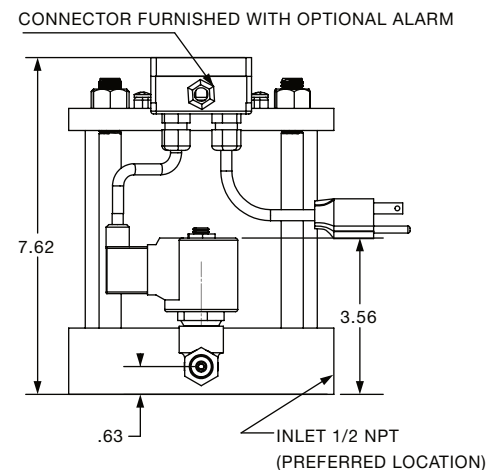 CONNECTOR FURNISHED WITH OPTIONAL ALARM
7.62
3.56
.63
INLET 1/2 NPT
(PREFERRED LOCATION)